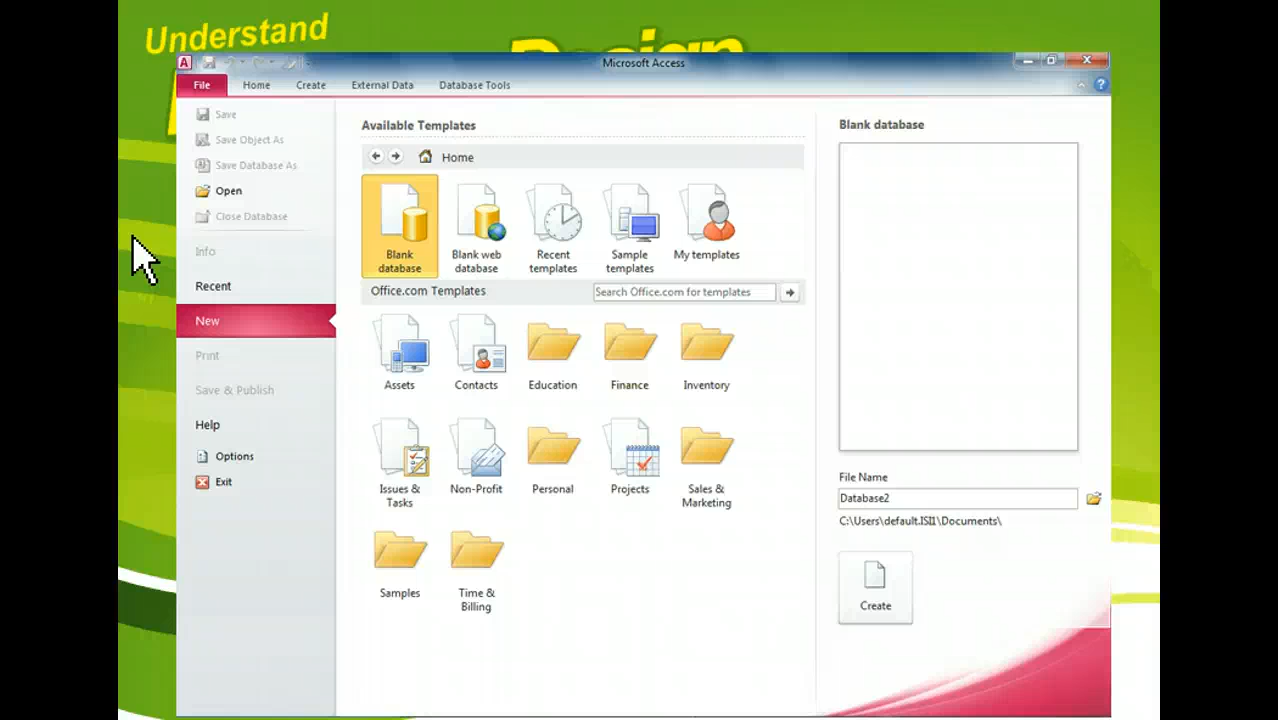 Understand
Design
Microsoft Access
File
Home
Create
External Data
Database Tools
Save
Save Object As
Save Database As
Open
Close Database
Info
Recent
New
Print
Save & Publish
Help
Options
Exit
Available Templates
Home
Blank
database
Blank web
database
Recent
templates
Sample
templates
My templates
Office.com Templates
Search Office.com for templates
Assets
Contacts
Education
Finance
Inventory
Issues &
Tasks
Non-Profit
Personal
Projects
Sales &
Marketing
Samples
Time &
Billing
Blank database
File Name
Database2
C:\Users\default.ISII\Documents\
Create